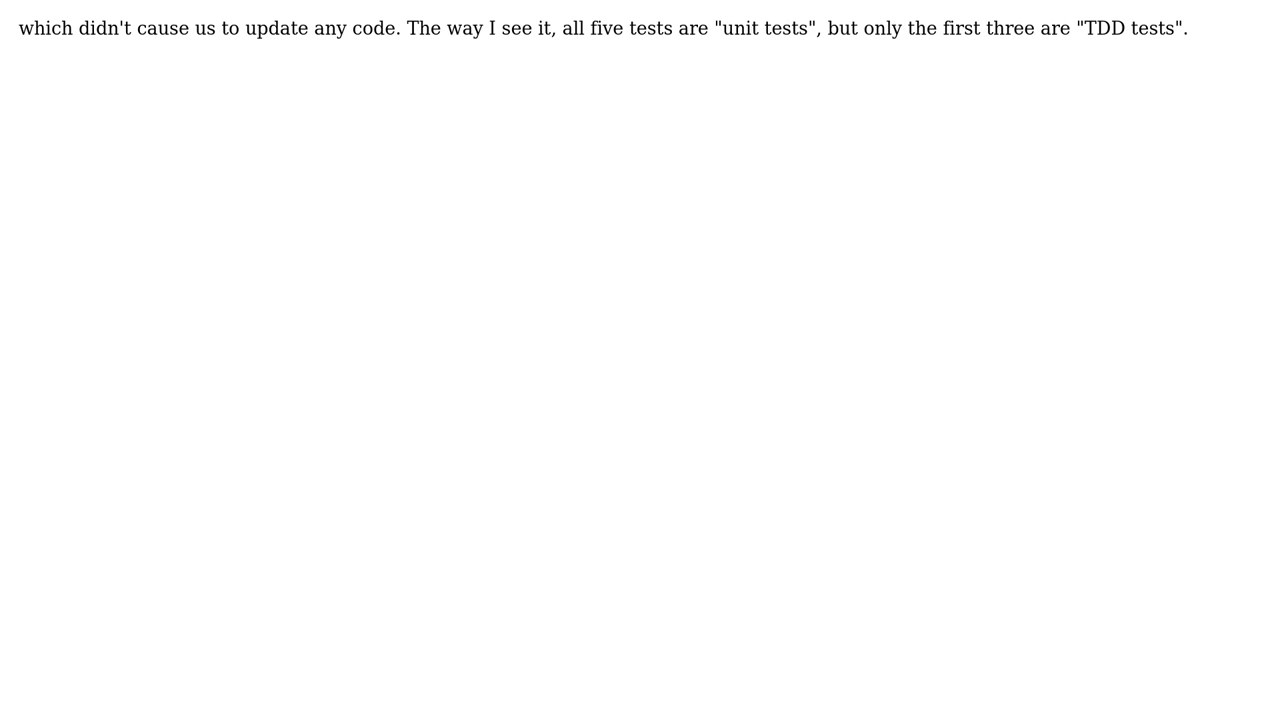 which didn't cause us to update any code. The way I see it, all five tests are "unit tests", but only the first three are "TDD tests".